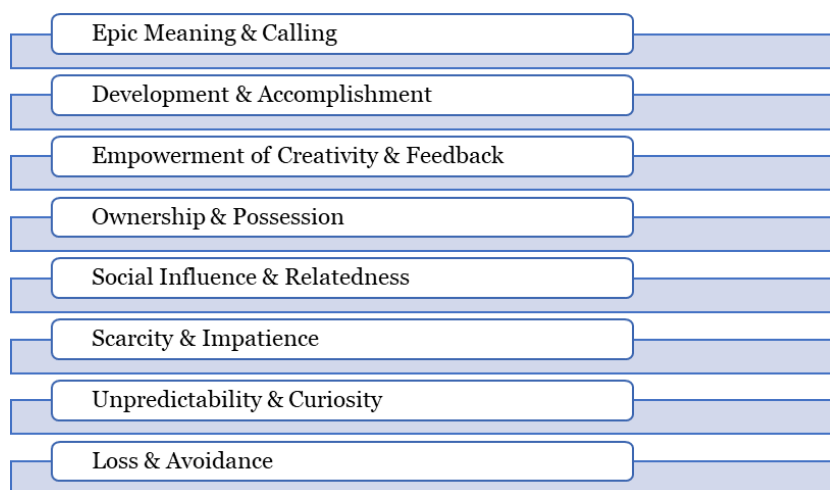 Epic Meaning & Calling
Development & Accomplishment
Empowerment of Creativity & Feedback
Ownership & Possession
Social Influence & Relatedness
Scarcity & Impatience
Unpredictability & Curiosity
Loss & Avoidance